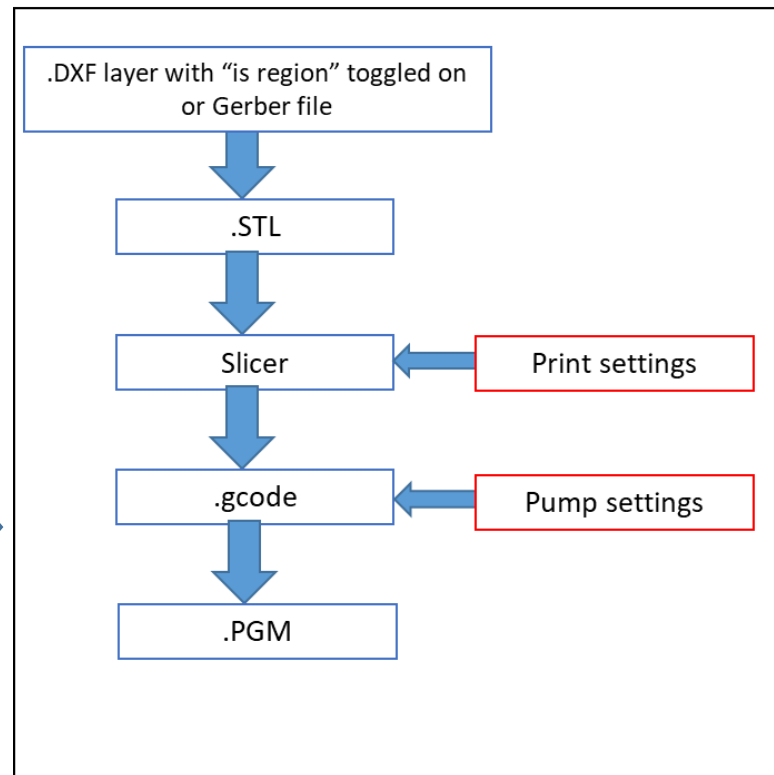 .DXF layer with “is region” toggled on
or Gerber file
.STL
Slicer
Print settings
.gcode
Pump settings
.PGM